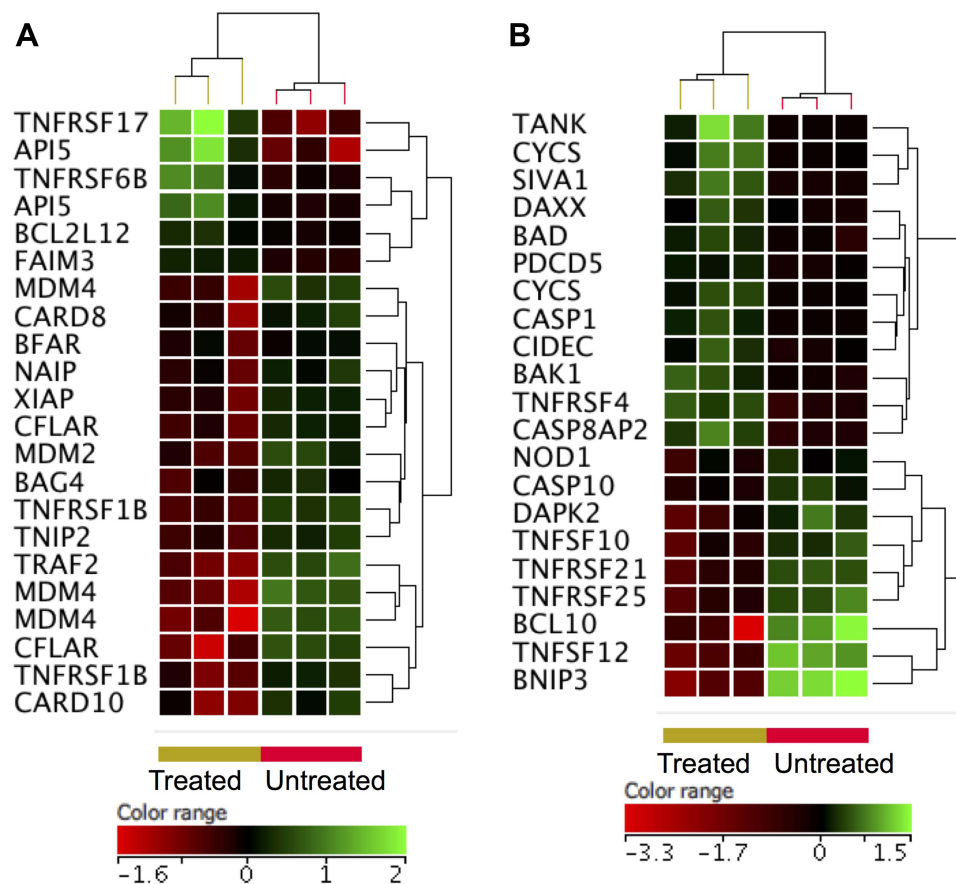 A
TNFRSF17
API5
TNFRSF6B
API5
BCL2L12
FAIM3
MDM4
CARD8
BFAR
NAIP
XIAP
CFLAR
MDM2
BAG4
TNFRSF1B
TNIP2
TRAF2
MDM4
MDM4
CFLAR
TNFRSF1B
CARD10
Treated Untreated
Color range
-1.6 0 1 2
B
TANK
CYCS
SIVA1
DAXX
BAD
PDCD5
CYCS
CASP1
CIDEC
BAK1
TNFRSF4
CASP8AP2
NOD1
CASP10
DAPK2
TNFSF10
TNFRSF21
TNFRSF25
BCL10
TNFSF12
BNIP3
Treated Untreated
Color range
-3.3 -1.7 0 1.5